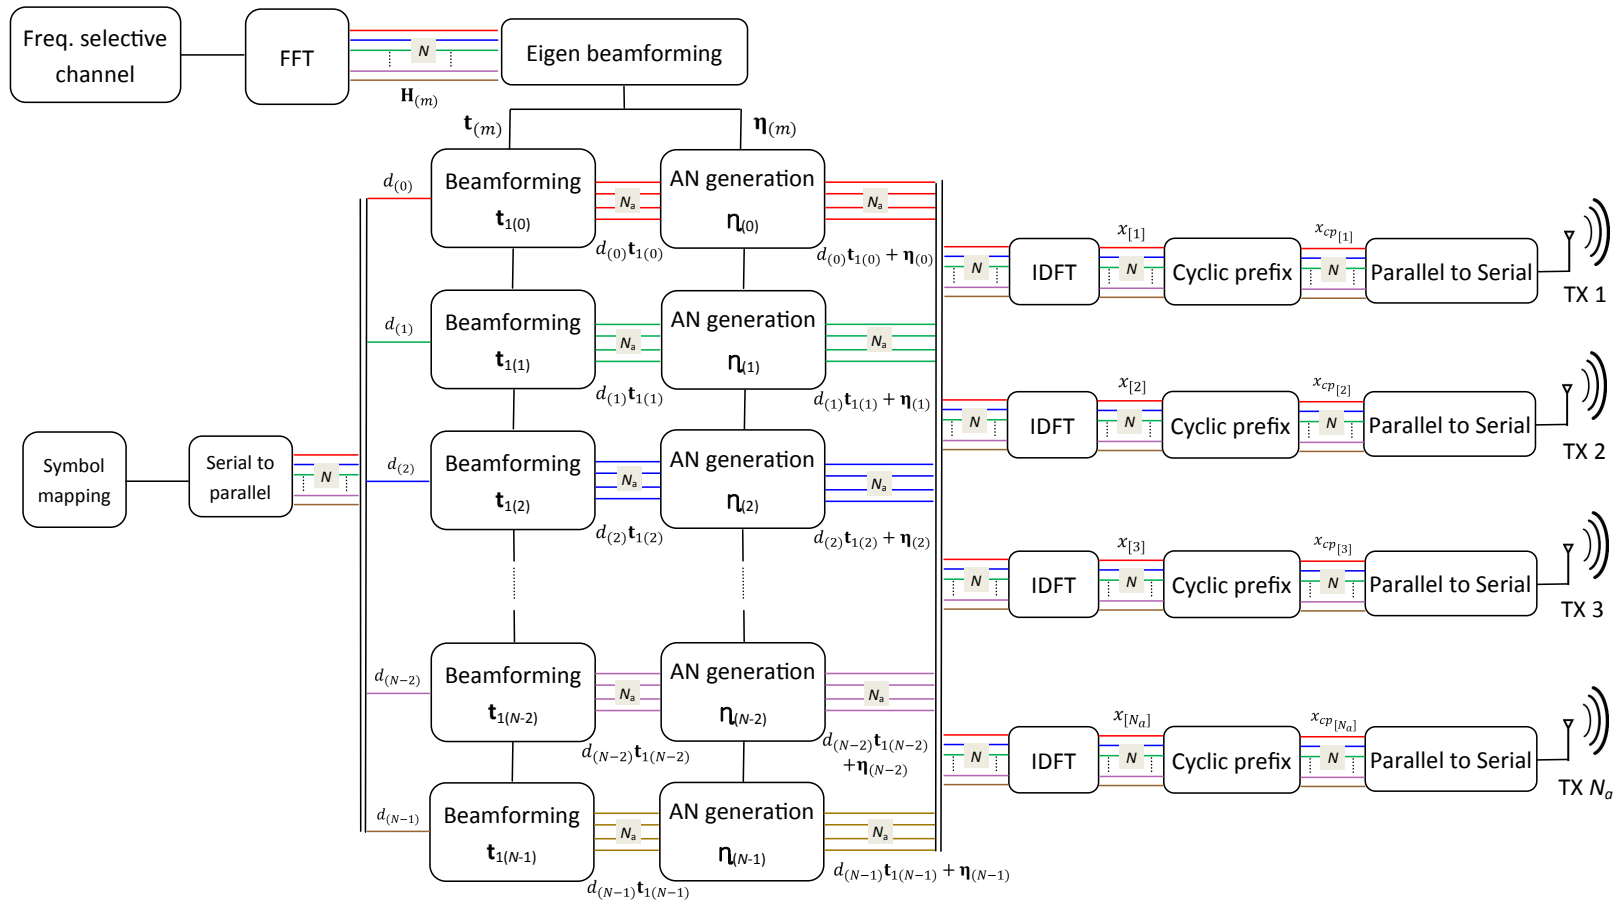 Freq. selective
channel
FFT
N
H(m)
Eigen beamforming
t(m)
η(m)
d(0)
Beamforming
t1(0)
Na
d(0)t1(0)
AN generation
η(0)
Na
d(0)t1(0) + η(0)
d(1)
Beamforming
t1(1)
Na
d(1)t1(1)
AN generation
η(1)
Na
d(1)t1(1) + η(1)
Symbol
mapping
Serial to
parallel
N
d(2)
Beamforming
t1(2)
Na
d(2)t1(2)
AN generation
η(2)
Na
d(2)t1(2) + η(2)
d(N−2)
Beamforming
t1(N-2)
Na
d(N−2)t1(N−2)
AN generation
η(N-2)
Na
d(N−2)t1(N−2)
+η(N−2)
d(N−1)
Beamforming
t1(N-1)
Na
d(N−1)t1(N−1)
AN generation
η(N-1)
Na
d(N−1)t1(N−1) + η(N−1)
N
IDFT
x[1]
N
Cyclic prefix
xcp[1]
N
Parallel to Serial
TX 1
N
IDFT
x[2]
N
Cyclic prefix
xcp[2]
N
Parallel to Serial
TX 2
N
IDFT
x[3]
N
Cyclic prefix
xcp[3]
N
Parallel to Serial
TX 3
N
IDFT
x[Na]
N
Cyclic prefix
xcp[Na]
N
Parallel to Serial
TX Na